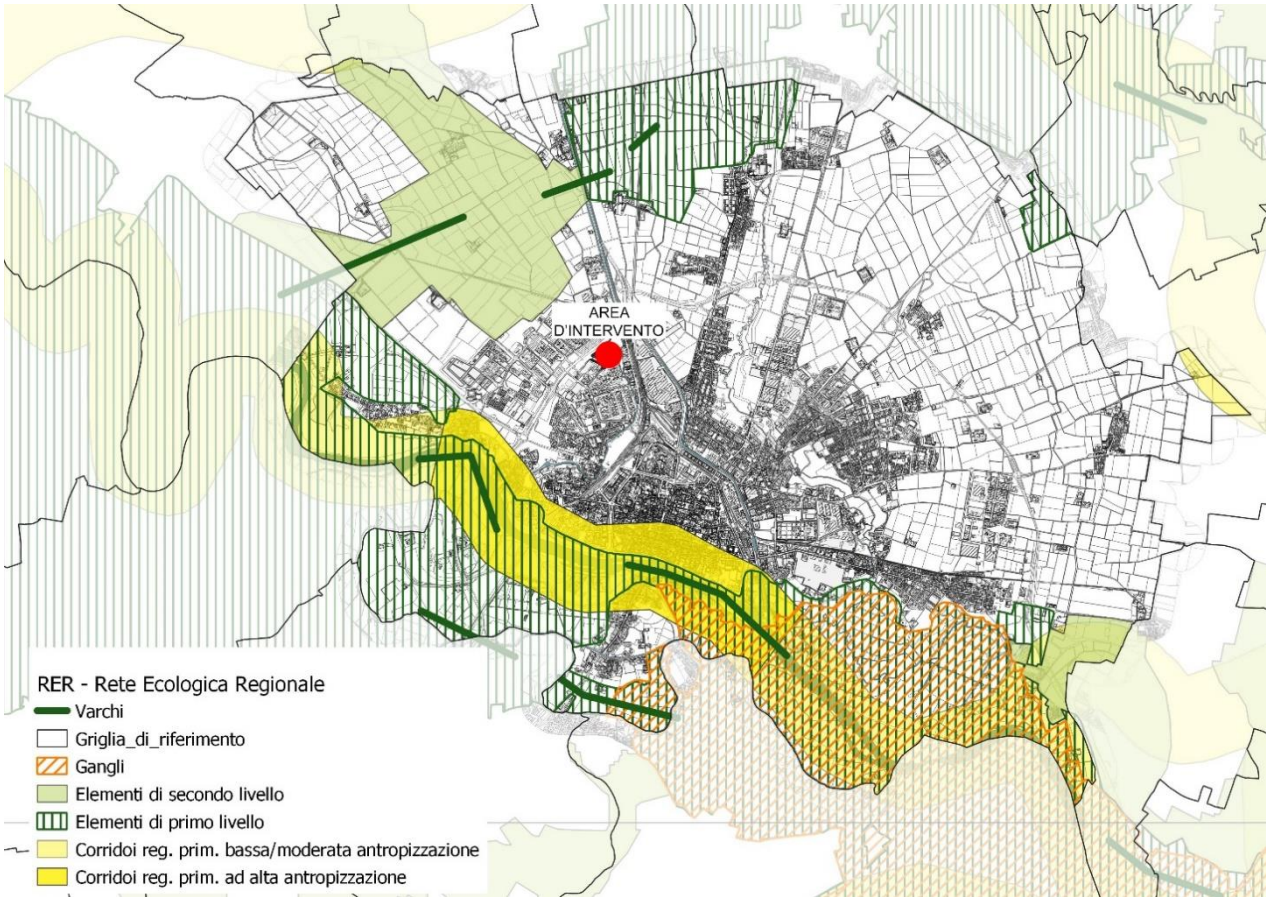 AREA
D'INTERVENTO
RER - Rete Ecologica Regionale
Varchi
Griglia_di_riferimento
Gangli
Elementi di secondo livello
Elementi di primo livello
Corridoi reg. prim. bassa/moderata antropizzazione
Corridoi reg. prim. ad alta antropizzazione